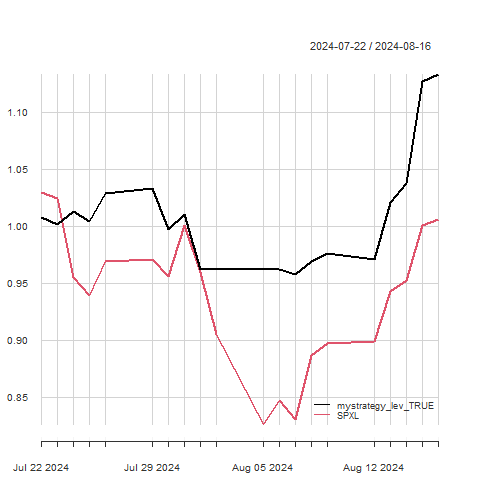 2024-07-22 / 2024-08-16
1.10
1.05
1.00
0.95
0.90
0.85
mystrategy_lev_TRUE
SPXL
Jul 22 2024
Jul 29 2024
Aug 05 2024
Aug 12 2024